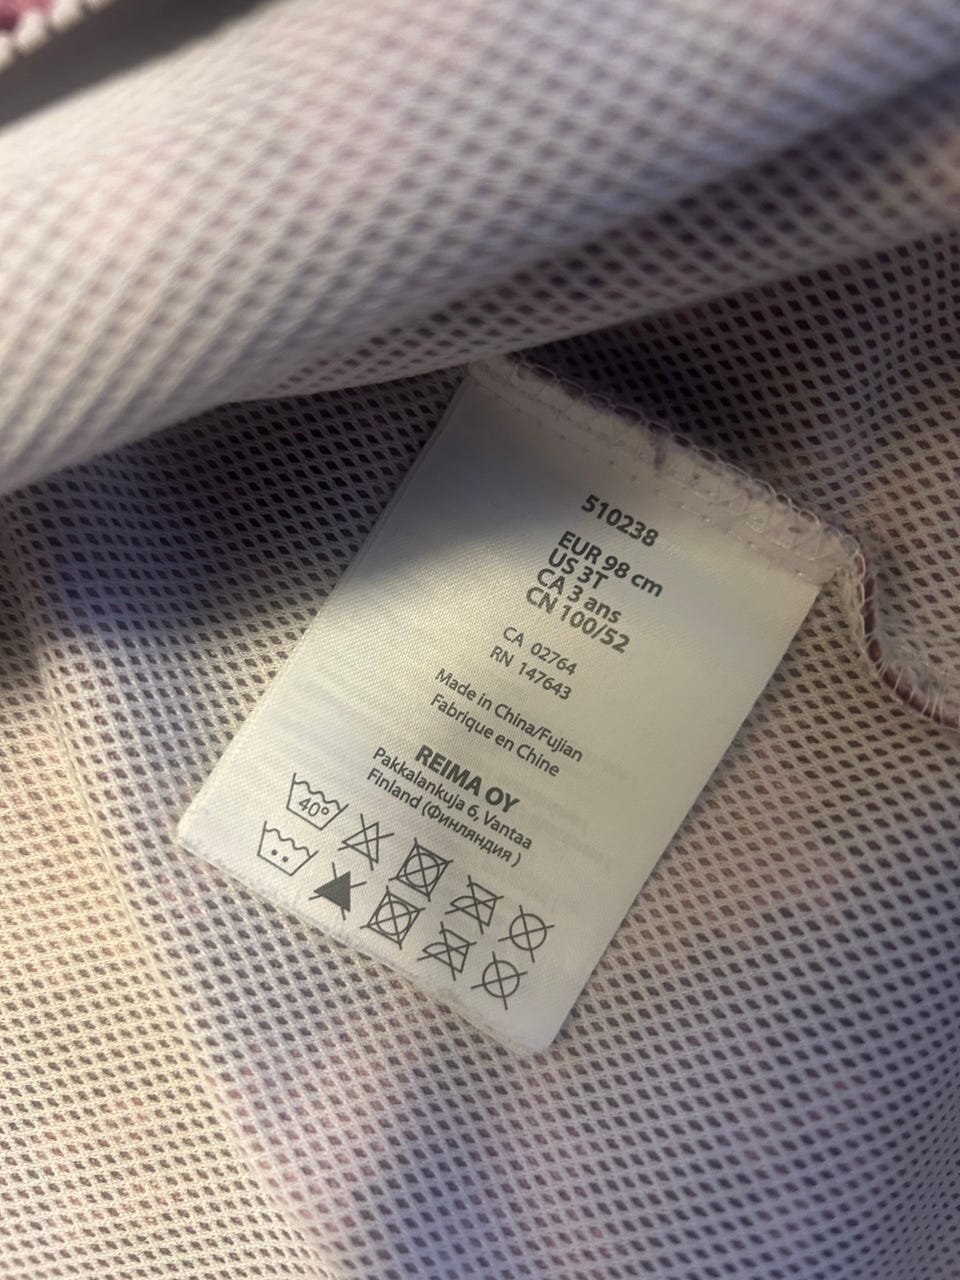 510238
EUR 98 cm
US 3T
CA 3 ans
CN 100/52
CA 02764
RN 147643
Made in China/Fujian
Fabrique en Chine
REIMA OY
Pakkalankuja 6, Vantaa
Finland (Финляндия )
40°